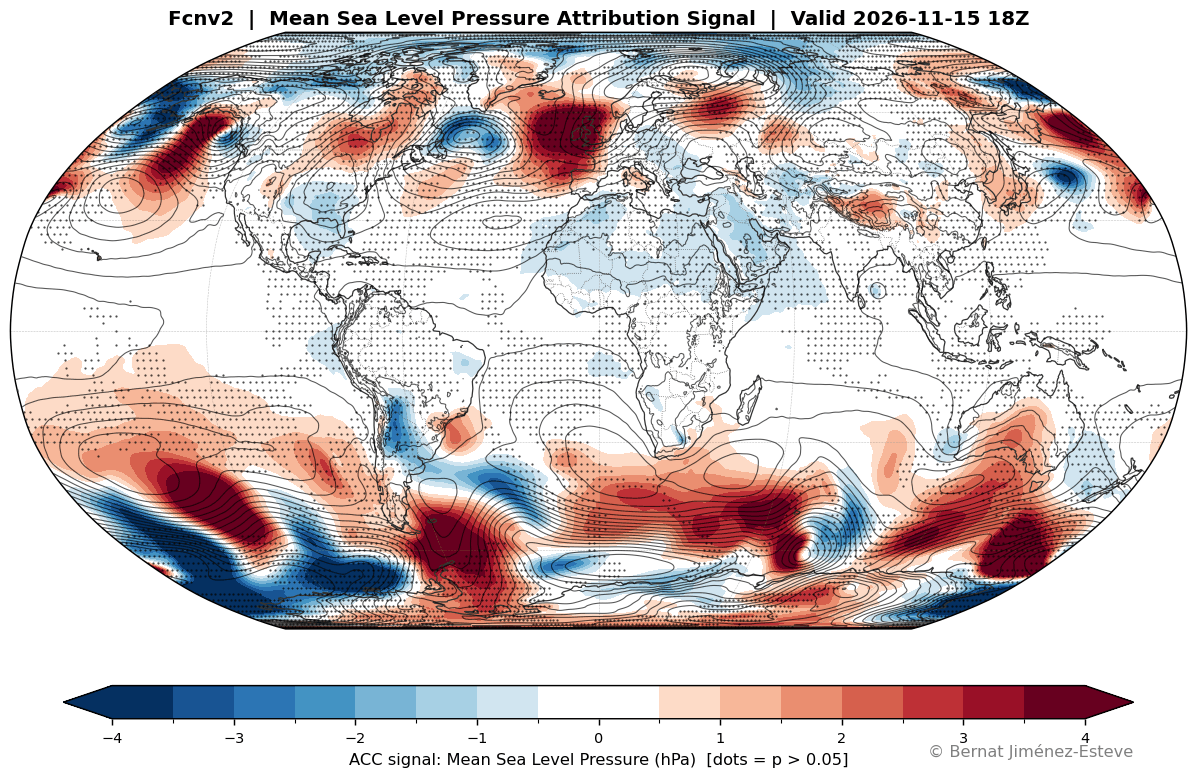 Fcnv2 | Mean Sea Level Pressure Attribution Signal | Valid 2026-11-15 18Z
−4 −3 −2 −1 0 1 2 3 4
© Bernat Jiménez-Esteve
ACC signal: Mean Sea Level Pressure (hPa) [dots = p > 0.05]